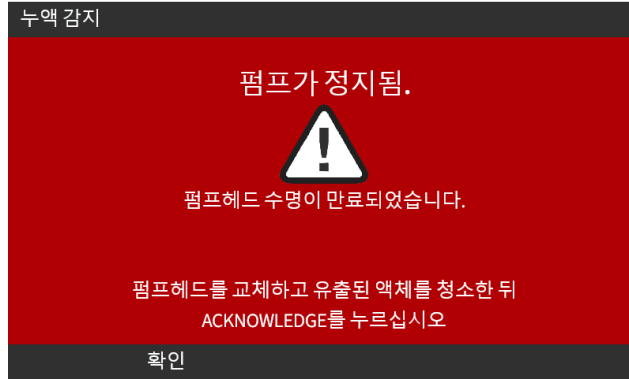 누액 감지
펌프가 정지됨.
펌프헤드 수명이 만료되었습니다.
펌프헤드를 교체하고 유출된 액체를 청소한 뒤
ACKNOWLEDGE를 누르십시오
확인